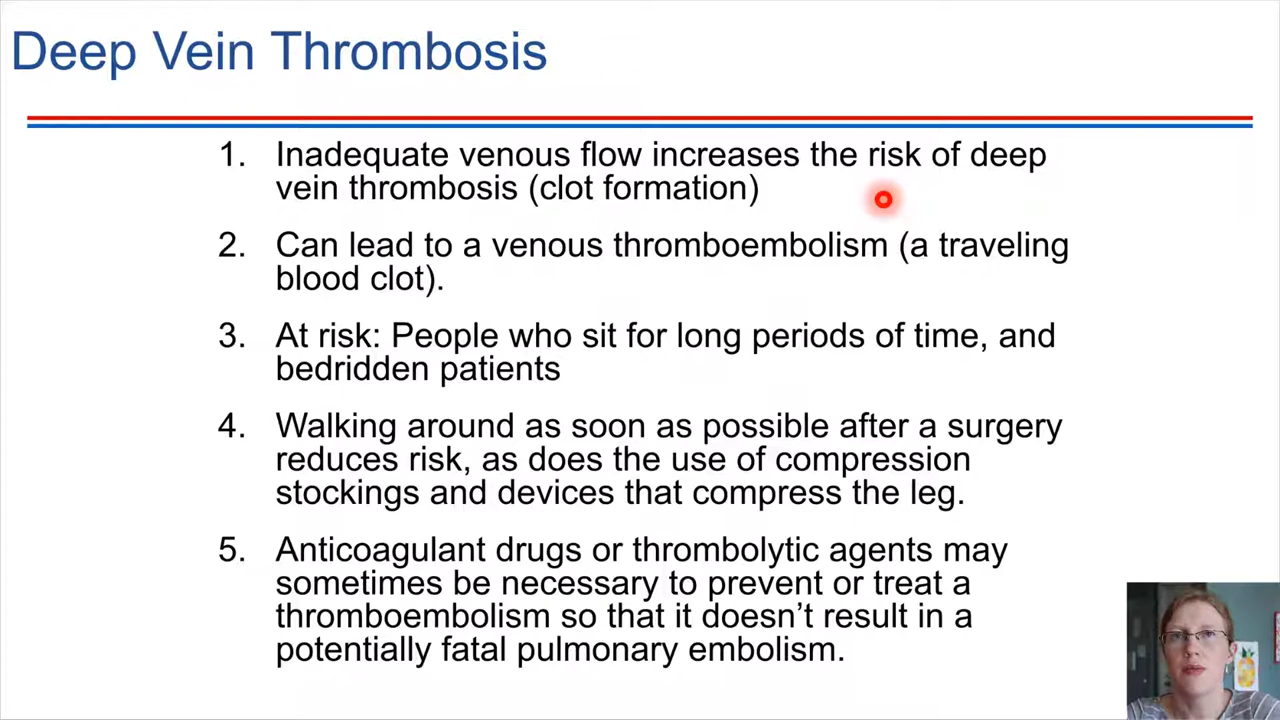 Deep Vein Thrombosis
1. Inadequate venous flow increases the risk of deep
vein thrombosis (clot formation)
2. Can lead to a venous thromboembolism (a traveling
blood clot).
3. At risk: People who sit for long periods of time, and
bedridden patients
4. Walking around as soon as possible after a surgery
reduces risk, as does the use of compression
stockings and devices that compress the leg.
5. Anticoagulant drugs or thrombolytic agents may
sometimes be necessary to prevent or treat a
thromboembolism so that it doesn’t result in a
potentially fatal pulmonary embolism.